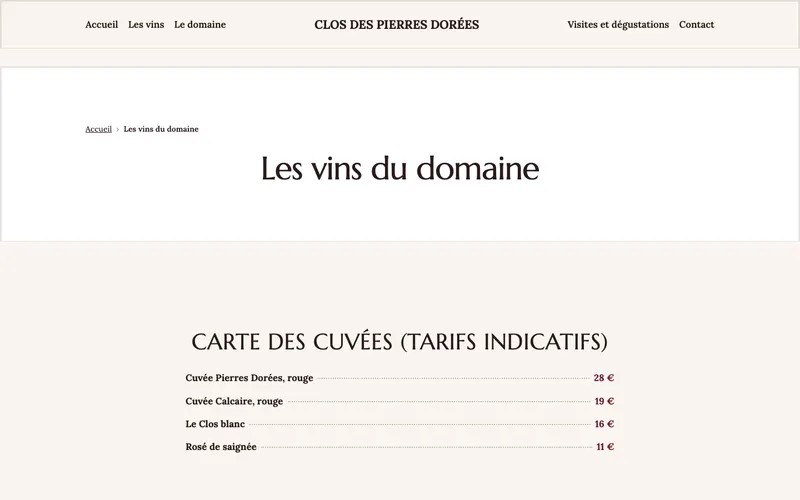 Accueil Les vins Le domaine CLOS DES PIERRES DORÉES Visites et dégustations Contact
Accueil › Les vins du domaine
Les vins du domaine
CARTE DES CUVÉES (TARIFS INDICATIFS)
Cuvée Pierres Dorées, rouge 28 €
Cuvée Calcaire, rouge 19 €
Le Clos blanc 16 €
Rosé de saignée 11 €